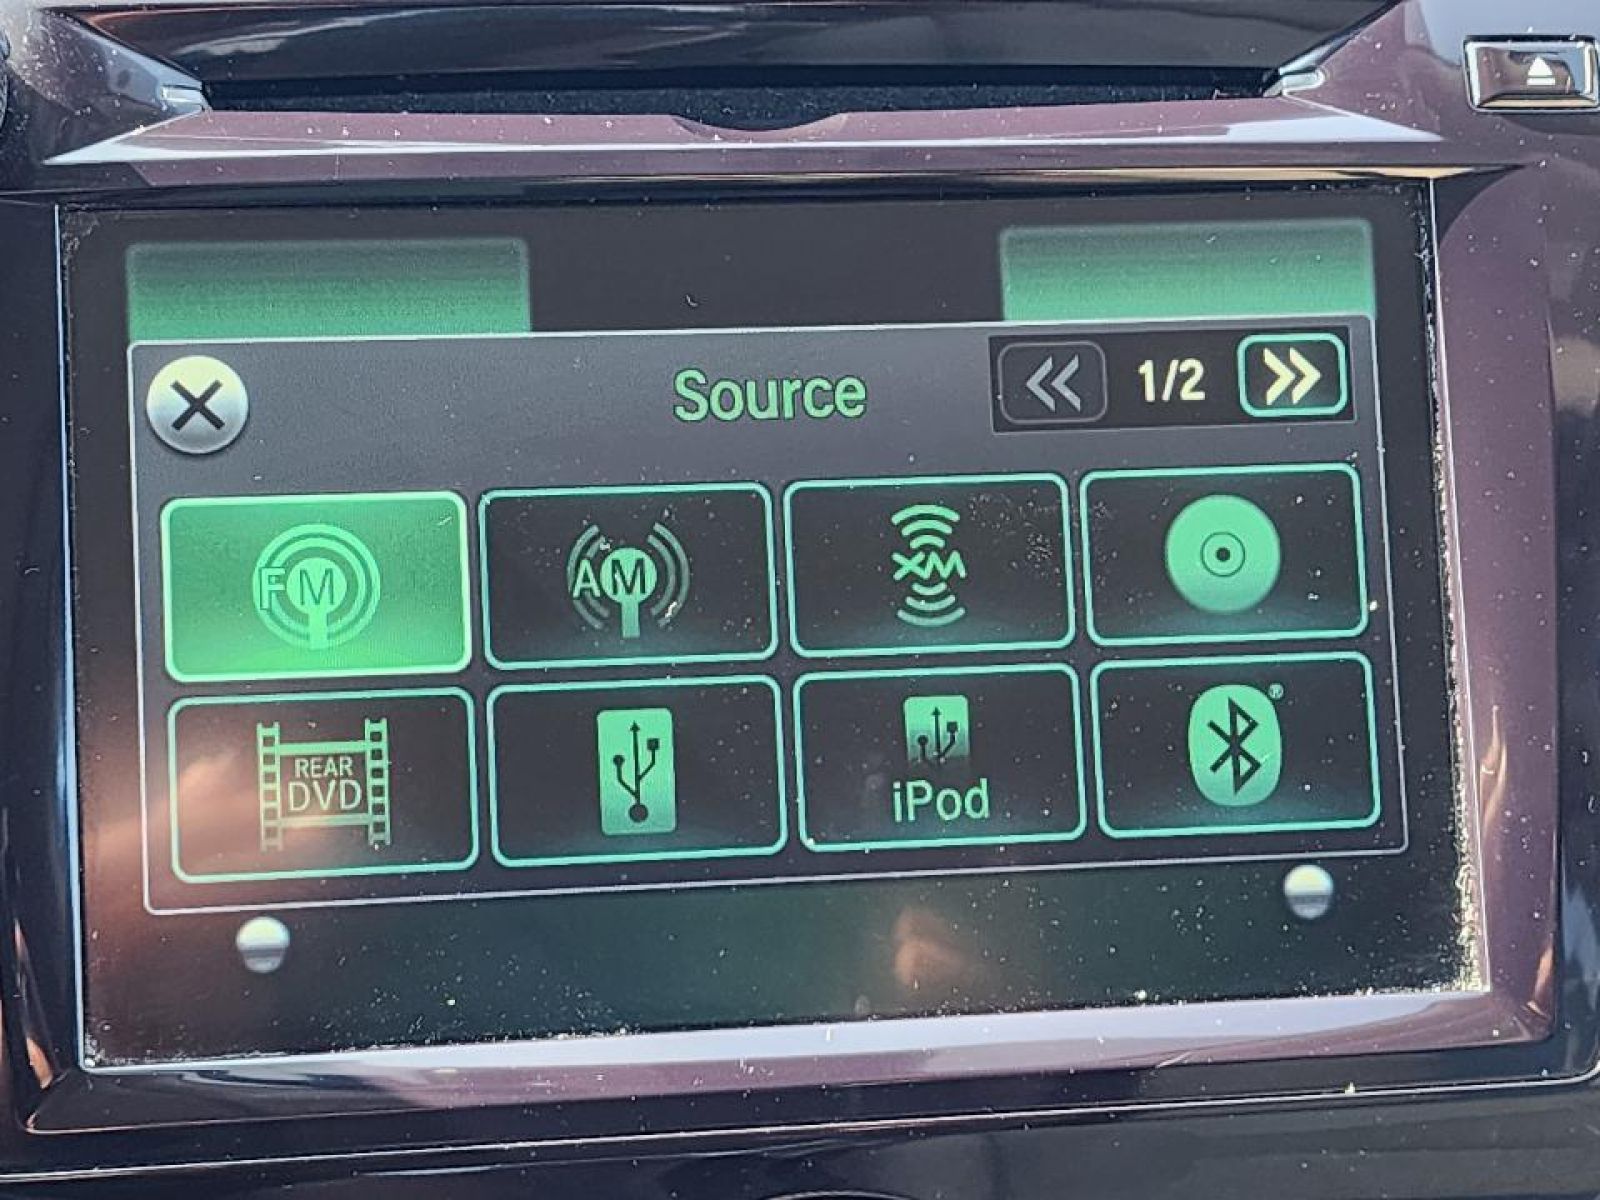 Source
1/2
FM
AM
XM
REAR
DVD
iPod
®